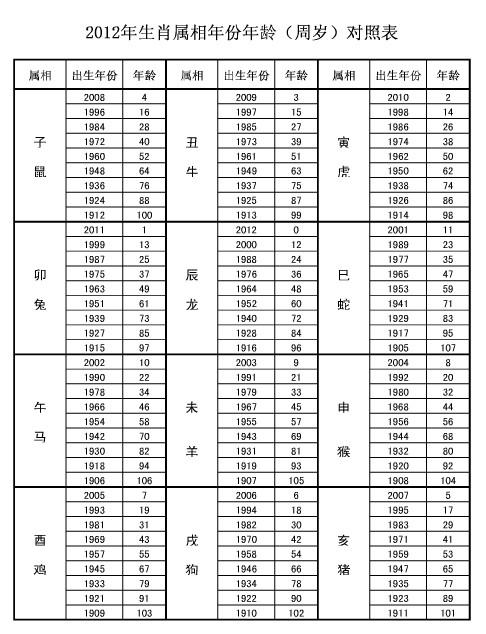 2012年生肖属相年份年龄（周岁）对照表
属相 出生年份 年龄 属相 出生年份 年龄 属相 出生年份 年龄
2008 4 2009 3 2010 2
1996 16 1997 15 1998 14
1984 28 1985 27 1986 26
子 1972 40 丑 1973 39 寅 1974 38
1960 52 1961 51 1962 50
鼠 1948 64 牛 1949 63 虎 1950 62
1936 76 1937 75 1938 74
1924 88 1925 87 1926 86
1912 100 1913 99 1914 98
2011 1 2012 0 2001 11
1999 13 2000 12 1989 23
1987 25 1988 24 1977 35
卯 1975 37 辰 1976 36 巳 1965 47
1963 49 1964 48 1953 59
兔 1951 61 龙 1952 60 蛇 1941 71
1939 73 1940 72 1929 83
1927 85 1928 84 1917 95
1915 97 1916 96 1905 107
2002 10 2003 9 2004 8
1990 22 1991 21 1992 20
1978 34 1979 33 1980 32
午 1966 46 未 1967 45 申 1968 44
1954 58 1955 57 1956 56
马 1942 70 1943 69 1944 68
1930 82 羊 1931 81 猴 1932 80
1918 94 1919 93 1920 92
1906 106 1907 105 1908 104
2005 7 2006 6 2007 5
1993 19 1994 18 1995 17
1981 31 1982 30 1983 29
酉 1969 43 戌 1970 42 亥 1971 41
1957 55 1958 54 1959 53
鸡 1945 67 狗 1946 66 猪 1947 65
1933 79 1934 78 1935 77
1921 91 1922 90 1923 89
1909 103 1910 102 1911 101